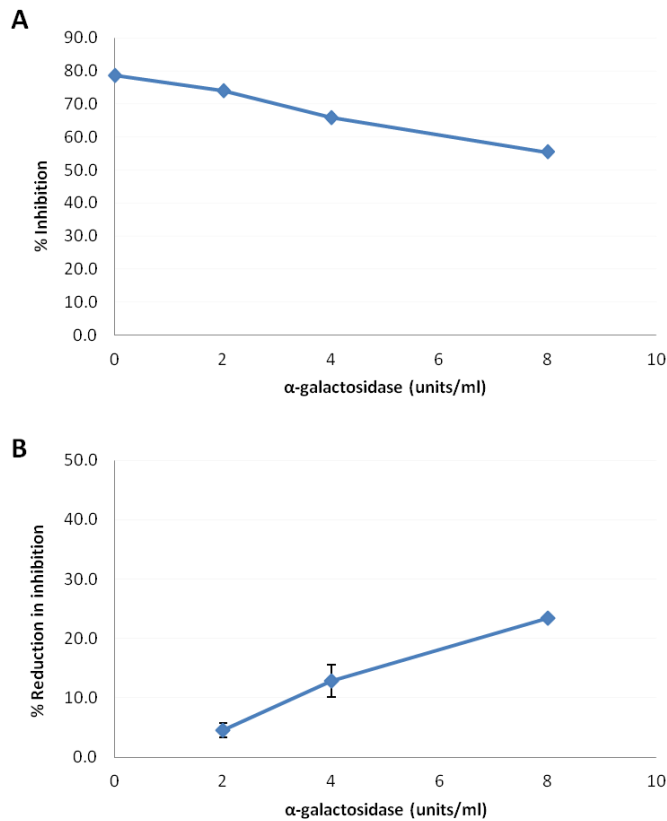 A
90.0
80.0
70.0
60.0
50.0
40.0
30.0
20.0
10.0
0.0
% Inhibition
0 2 4 6 8 10
α-galactosidase (units/ml)
B
50.0
40.0
30.0
20.0
10.0
0.0
% Reduction in inhibition
0 2 4 6 8 10
α-galactosidase (units/ml)